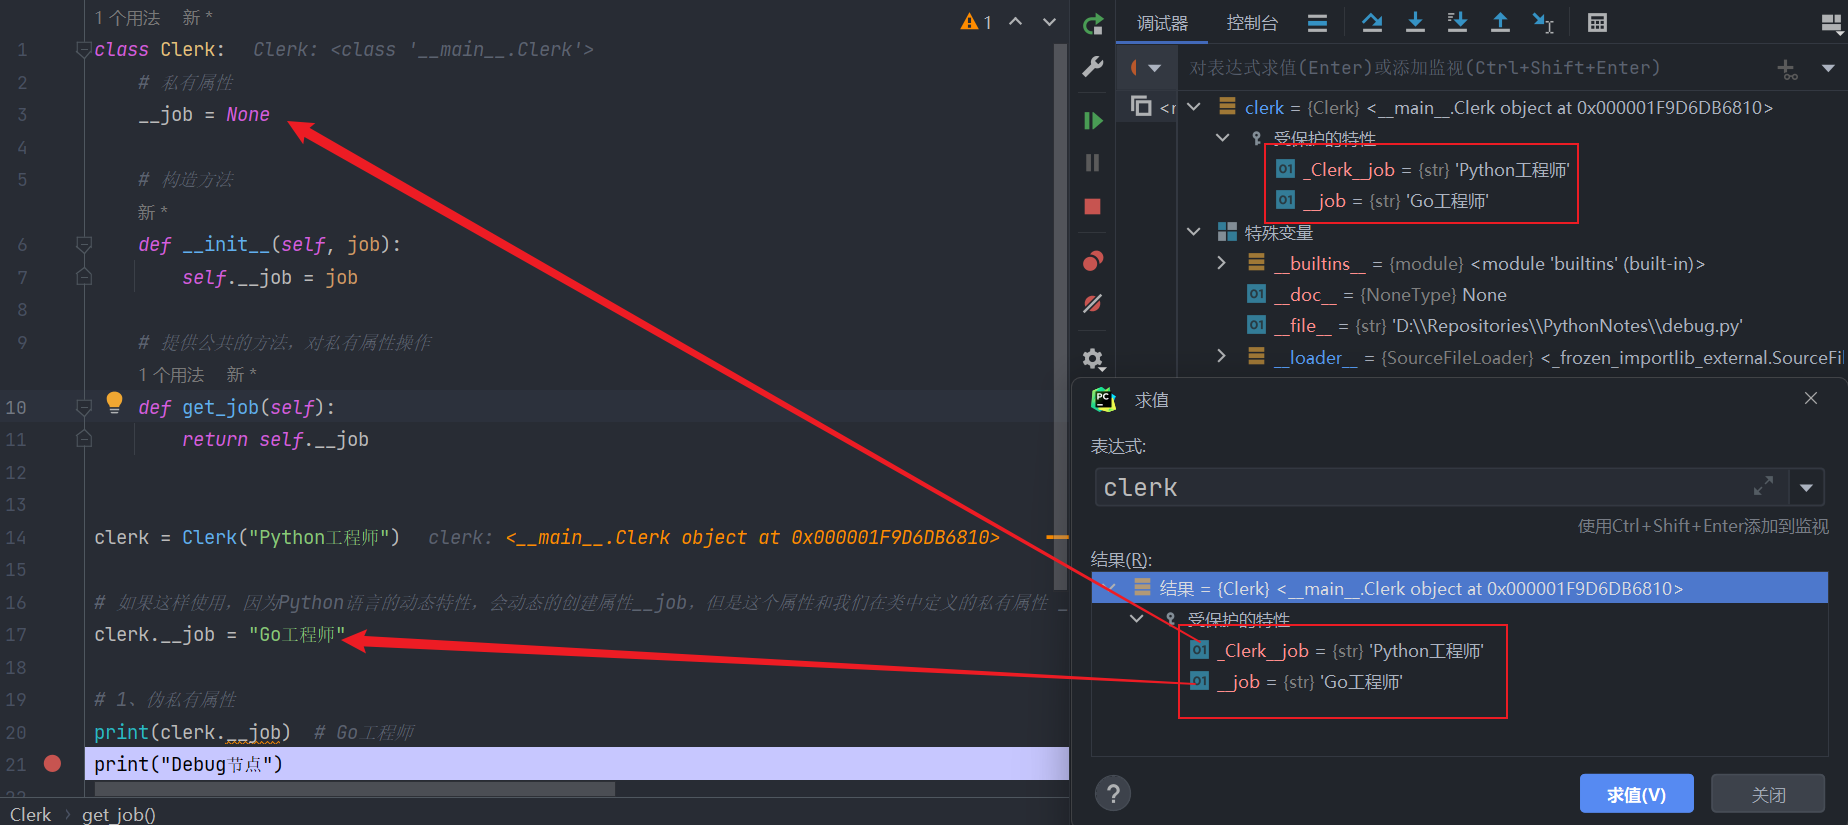 1 个用法 新 *
1
1 class Clerk: Clerk: <class '__main__.Clerk'>
2 # 私有属性
3 __job = None
4
5 # 构造方法
新 *
6 def __init__(self, job):
7 self.__job = job
8
9 # 提供公共的方法，对私有属性操作
1 个用法 新 *
10 def get_job(self):
11 return self.__job
12
13
14 clerk = Clerk("Python工程师") clerk: <__main__.Clerk object at 0x000001F9D6DB6810>
15
16 # 如果这样使用，因为Python语言的动态特性，会动态的创建属性__job，但是这个属性和我们在类中定义的私有属性 _
17 clerk.__job = "Go工程师"
18
19 # 1、伪私有属性
20 print(clerk.__job) # Go工程师
21 print("Debug节点")
Clerk › get_job()
调试器 控制台
对表达式求值(Enter)或添加监视(Ctrl+Shift+Enter)
clerk = {Clerk} <__main__.Clerk object at 0x000001F9D6DB6810>
受保护的特性
01 _Clerk__job = {str} 'Python工程师'
01 __job = {str} 'Go工程师'
特殊变量
__builtins__ = {module} <module 'builtins' (built-in)>
01 __doc__ = {NoneType} None
01 __file__ = {str} 'D:\\Repositories\\PythonNotes\\debug.py'
__loader__ = {SourceFileLoader} <_frozen_importlib_external.SourceFi
PC 求值
表达式:
clerk
使用Ctrl+Shift+Enter添加到监视
结果(R):
结果 = {Clerk} <__main__.Clerk object at 0x000001F9D6DB6810>
受保护的特性
01 _Clerk__job = {str} 'Python工程师'
01 __job = {str} 'Go工程师'
? 求值(V) 关闭